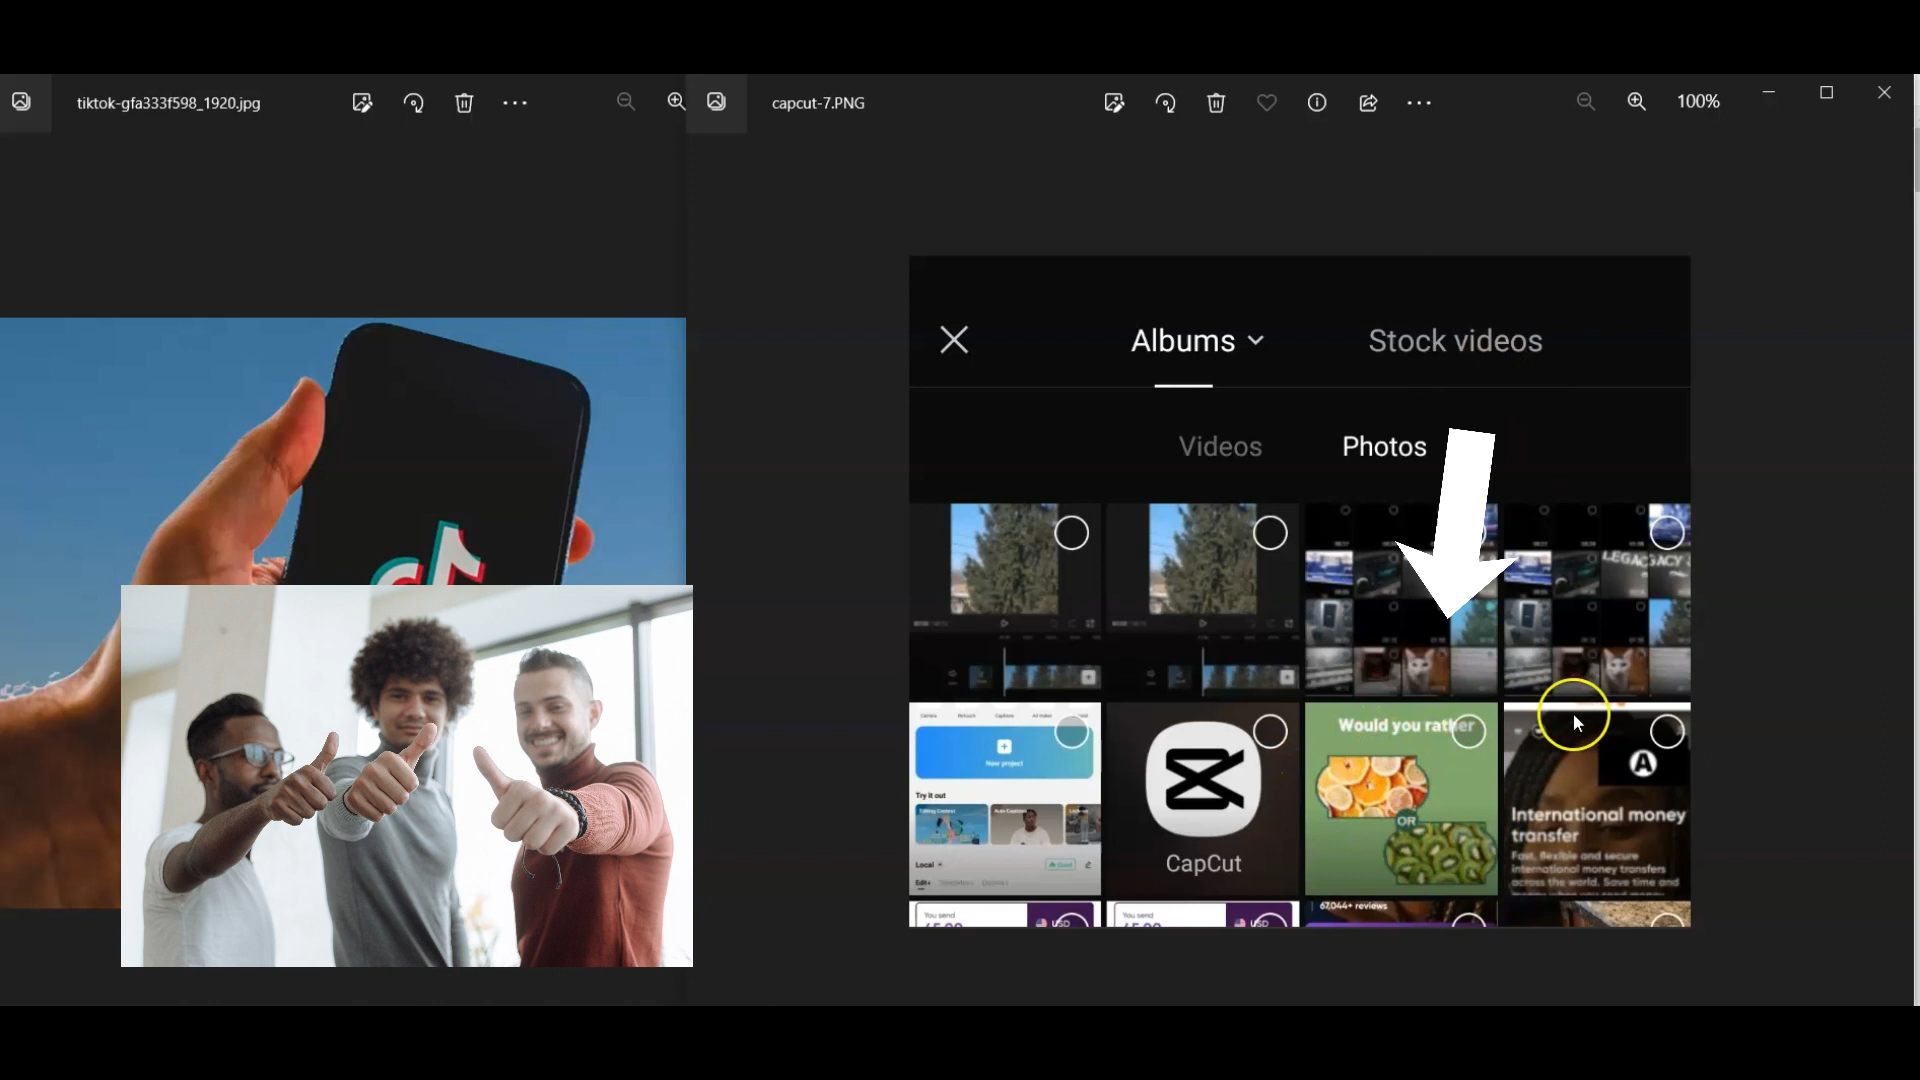 tiktok-gfa333f598_1920.jpg
capcut-7.PNG
100%
Albums
Stock videos
Videos
Photos
LEGACY
New project
Try it out
Local
Would you rather
OR
CapCut
International money
transfer
Fast, flexible and secure
international money transfers
across the world. Save time and
You send
USD
You send
USD
67,044+ reviews